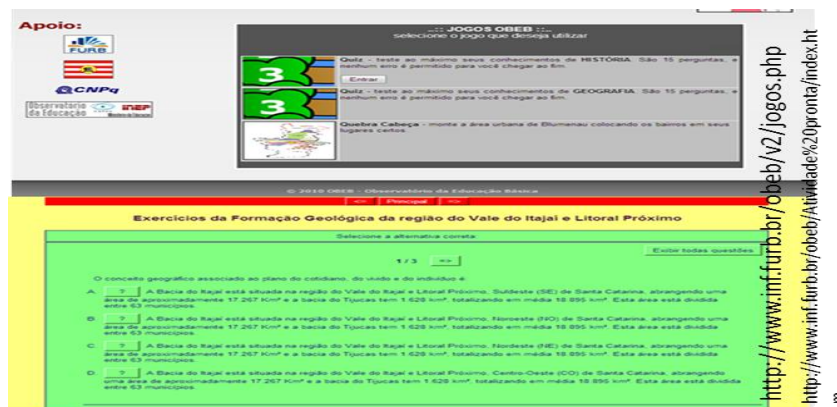 Apoio:
FURB
CNPq
Observatório
da Educação
INEP
..:: JOGOS OBEB ::..
selecione o jogo que deseja utilizar
Quiz - teste ao máximo seus conhecimentos de HISTÓRIA. São 15 perguntas, e
nenhum erro é permitido para você chegar ao fim.
Entrar
Quiz - teste ao máximo seus conhecimentos de GEOGRAFIA. São 15 perguntas, e
nenhum erro é permitido para você chegar ao fim.
Quebra Cabeça - monte a área urbana de Blumenau colocando os bairros em seus
lugares certos.
© 2010 OBEB - Observatório da Educação Básica
<= Principal =>
Exercícios da Formação Geológica da região do Vale do Itajaí e Litoral Próximo
Selecione a alternativa correta:
Exibir todas questões
1 / 3 =>
O conceito geográfico associado ao plano do cotidiano, do vivido e do indivíduo é:
A. ? A Bacia do Itajaí está situada na região do Vale do Itajaí e Litoral Próximo, Suldeste (SE) de Santa Catarina, abrangendo uma
área de aproximadamente 17.267 Km² e a bacia do Tijucas tem 1.628 km², totalizando em média 18.895 km². Esta área está dividida
entre 63 municípios.
B. ? A Bacia do Itajaí está situada na região do Vale do Itajaí e Litoral Próximo, Noroeste (NO) de Santa Catarina, abrangendo uma
área de aproximadamente 17.267 Km² e a bacia do Tijucas tem 1.628 km², totalizando em média 18.895 km². Esta área está dividida
entre 63 municípios.
C. ? A Bacia do Itajaí está situada na região do Vale do Itajaí e Litoral Próximo, Nordeste (NE) de Santa Catarina, abrangendo uma
área de aproximadamente 17.267 Km² e a bacia do Tijucas tem 1.628 km², totalizando em média 18.895 km². Esta área está dividida
entre 63 municípios.
D. ? A Bacia do Itajaí está situada na região do Vale do Itajaí e Litoral Próximo, Centro-Oeste (CO) de Santa Catarina, abrangendo
uma área de aproximadamente 17.267 Km² e a bacia do Tijucas tem 1.628 km², totalizando em média 18.895 km². Esta área está dividida
entre 63 municípios.
http://www.inf.furb.br/obeb/v2/jogos.php
http://www.inf.furb.br/obeb/Atividade%20pronta/index.ht
m